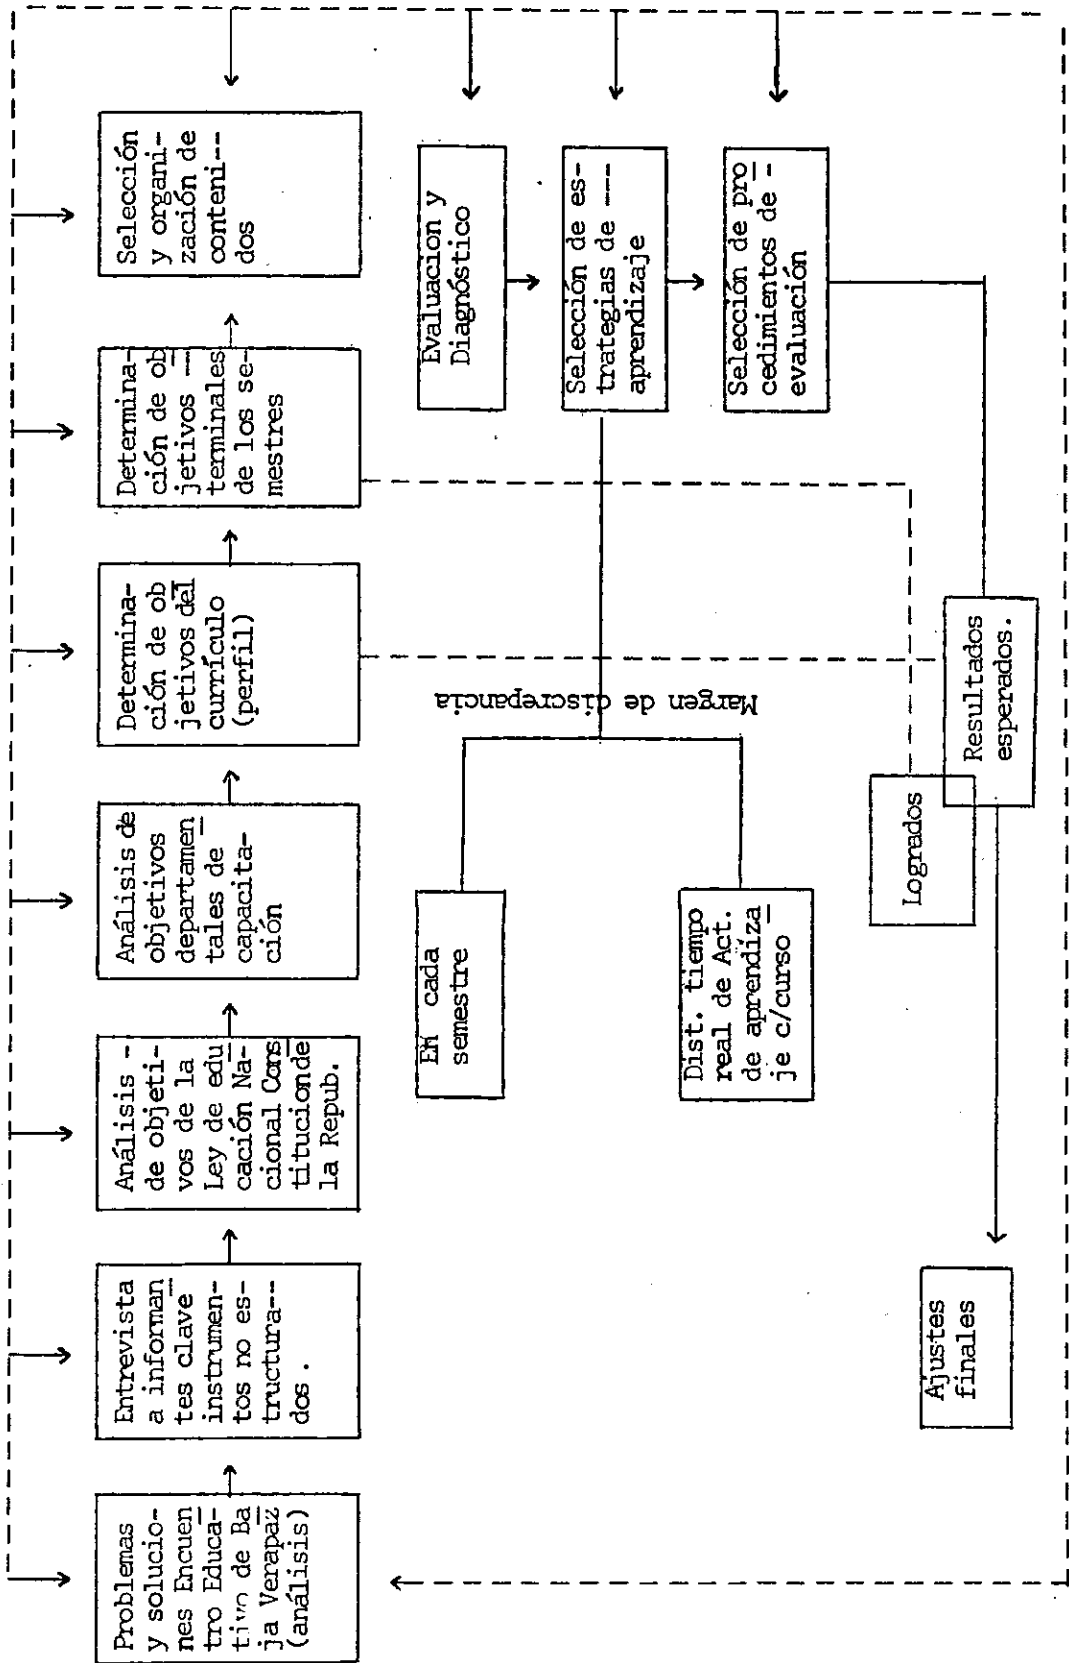 Problemas
y solucio-
nes Encuen
tro Educa-
tivo de Ba
ja Verapaz
(análisis)
Entrevista
a informan
tes clave
instrumen-
tos no es-
tructura---
dos.
Análisis -
de objeti-
vos de la
Ley de edu
cación Na-
cional Cons
titucionde
la Repub.
Análisis de
objetivos
departamen
tales de
capacita-
ción
Determina-
ción de ob
jetivos del
currículo
(perfil)
Determina-
ción de ob
jetivos --
terminales
de los se-
mestres
Selección
y organi-
zación de
conteni---
dos
Evaluacion y
Diagnóstico
Selección de es-
trategias de ---
aprendizaje
Selección de pro
cedimientos de -
evaluación
Margen de discrepancia
En cada
semestre
Dist. tiempo
real de Act.
de aprendiza
je c/curso
Logrados
Resultados
esperados.
Ajustes
finales